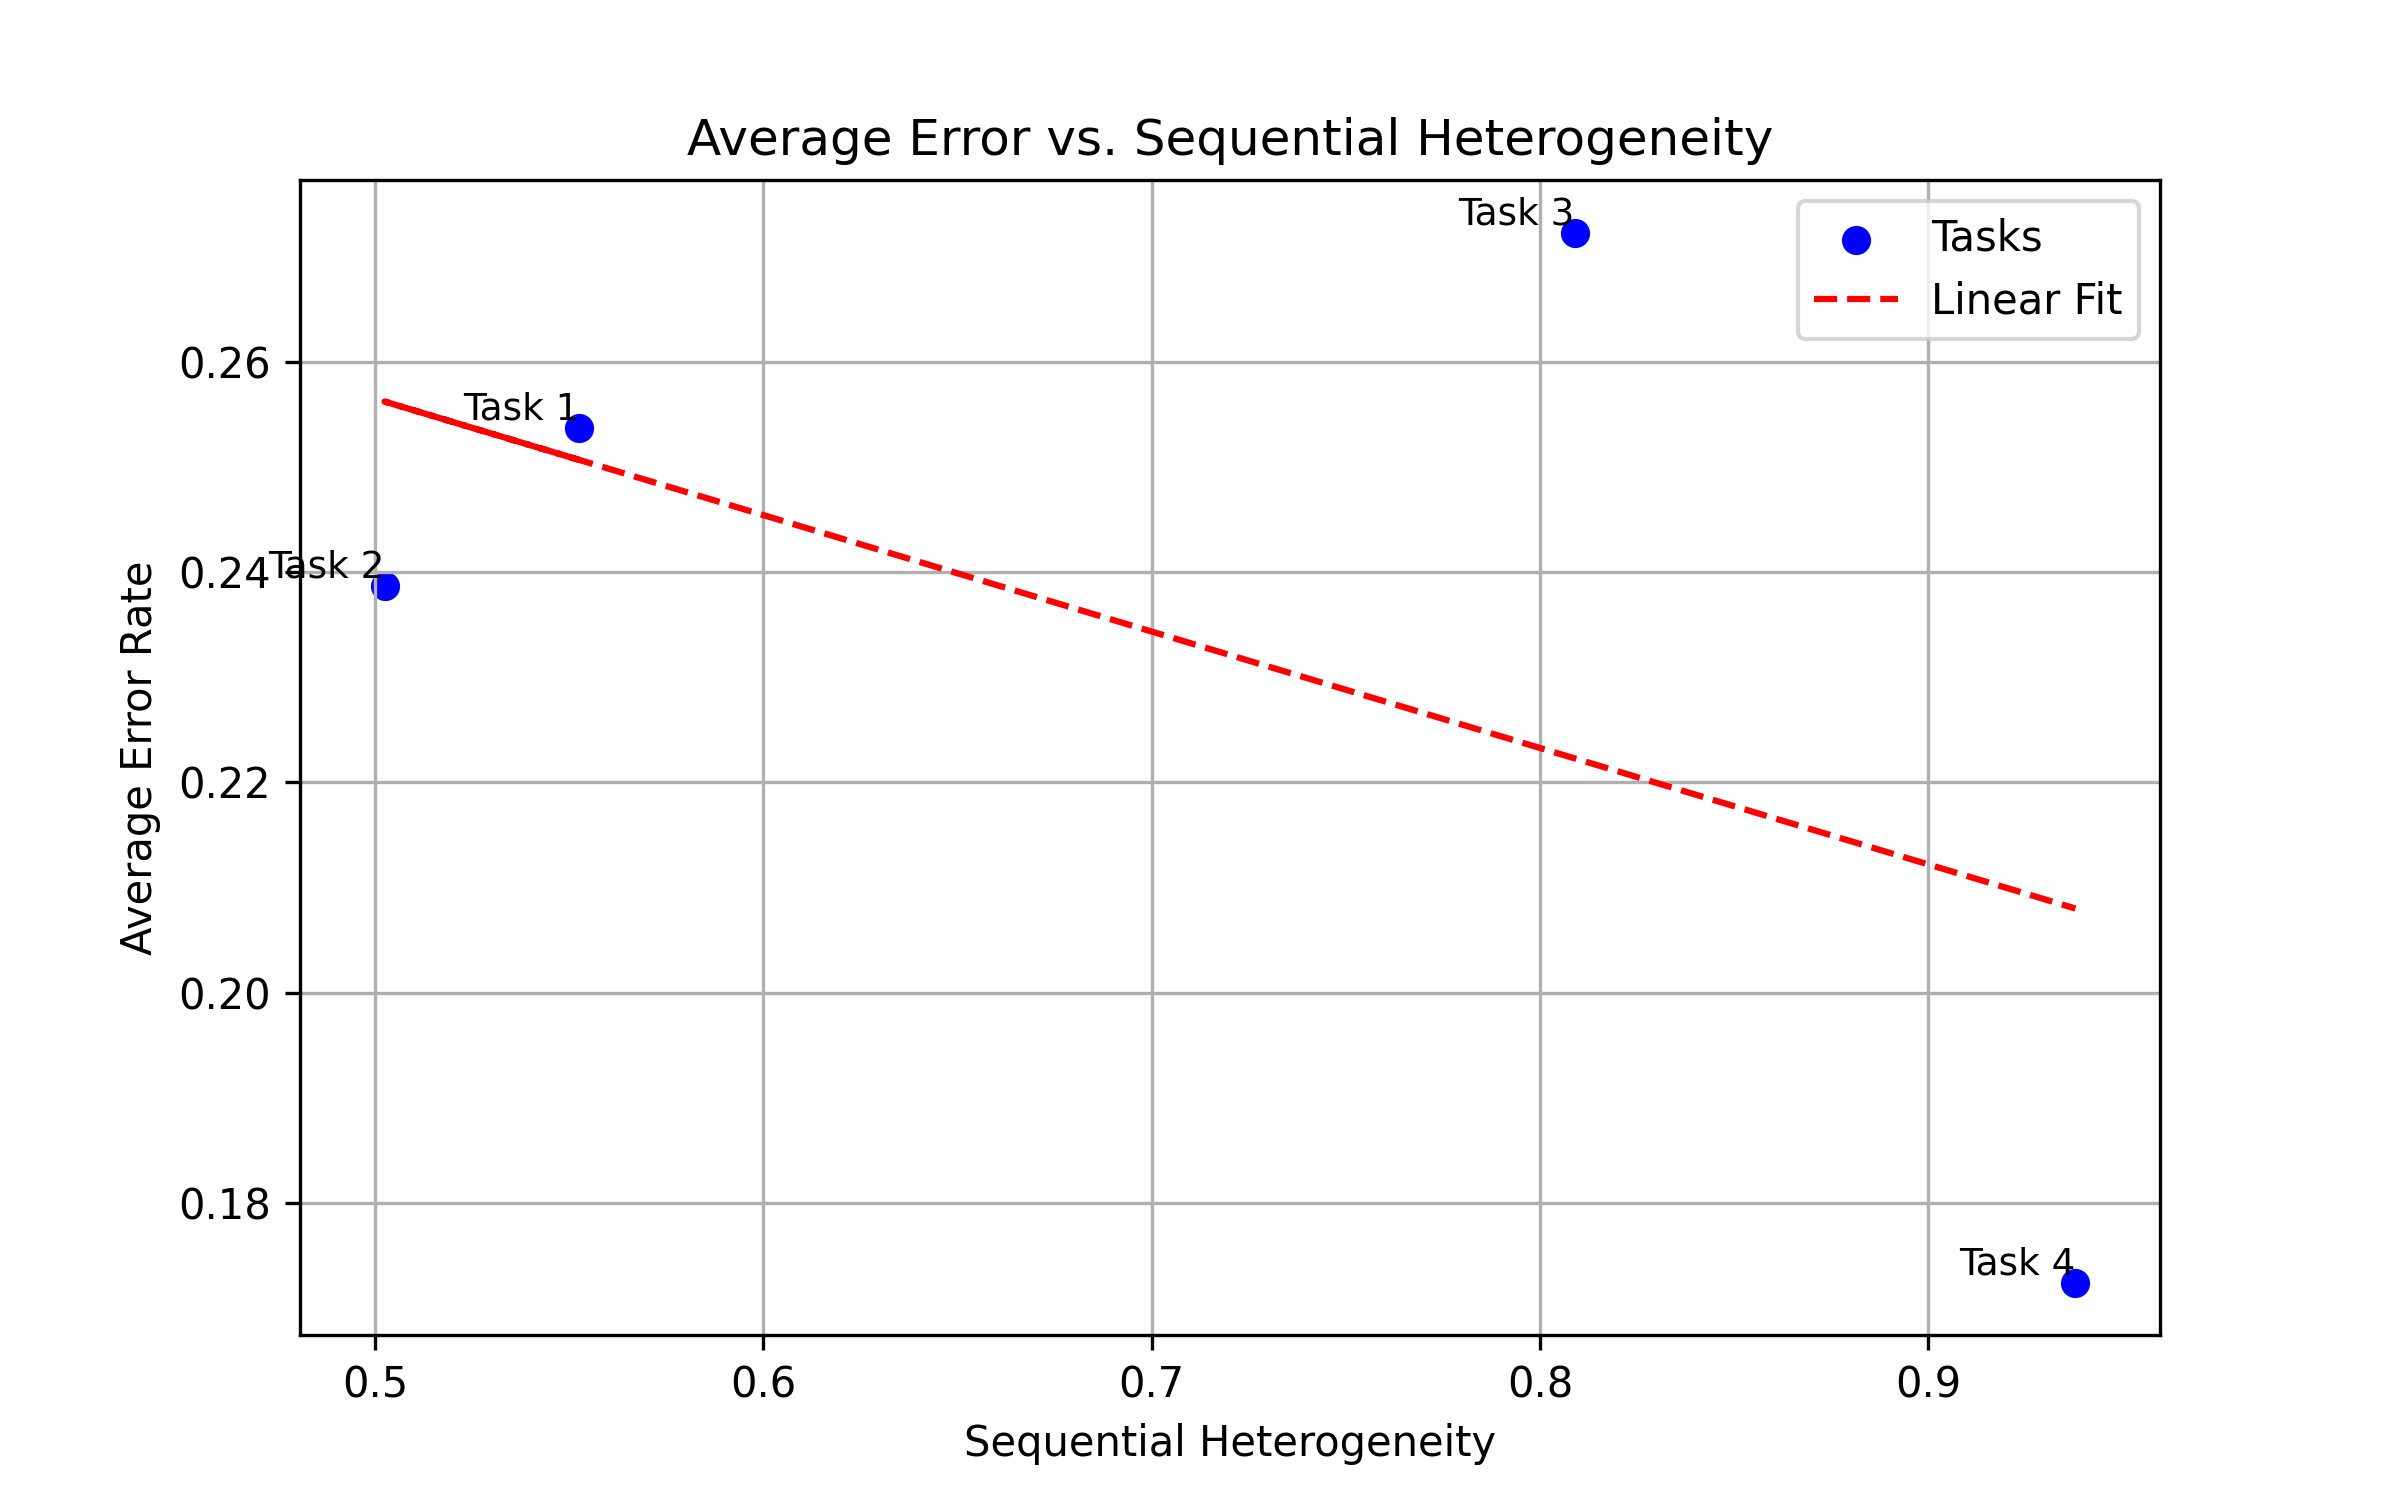 Average Error vs. Sequential Heterogeneity
Task 3
Tasks
Linear Fit
0.26
Task 1
Task 2
0.24
0.22
0.20
0.18
Task 4
Average Error Rate
0.5 0.6 0.7 0.8 0.9
Sequential Heterogeneity